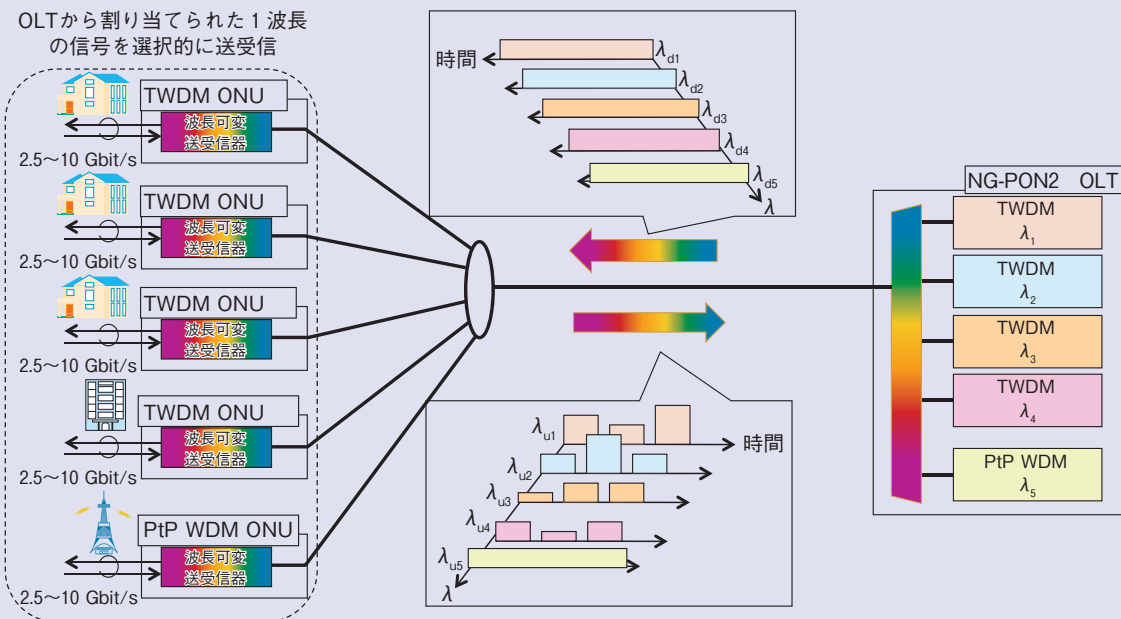 OLTから割り当てられた1波長
の信号を選択的に送受信
TWDM ONU
波長可変
送受信器
2.5～10 Gbit/s
TWDM ONU
波長可変
送受信器
2.5～10 Gbit/s
TWDM ONU
波長可変
送受信器
2.5～10 Gbit/s
TWDM ONU
波長可変
送受信器
2.5～10 Gbit/s
PtP WDM ONU
波長可変
送受信器
2.5～10 Gbit/s
時間
λd1
λd2
λd3
λd4
λd5
λ
λu1
時間
λu2
λu3
λu4
λu5
λ
NG-PON2 OLT
TWDM
λ1
TWDM
λ2
TWDM
λ3
TWDM
λ4
PtP WDM
λ5